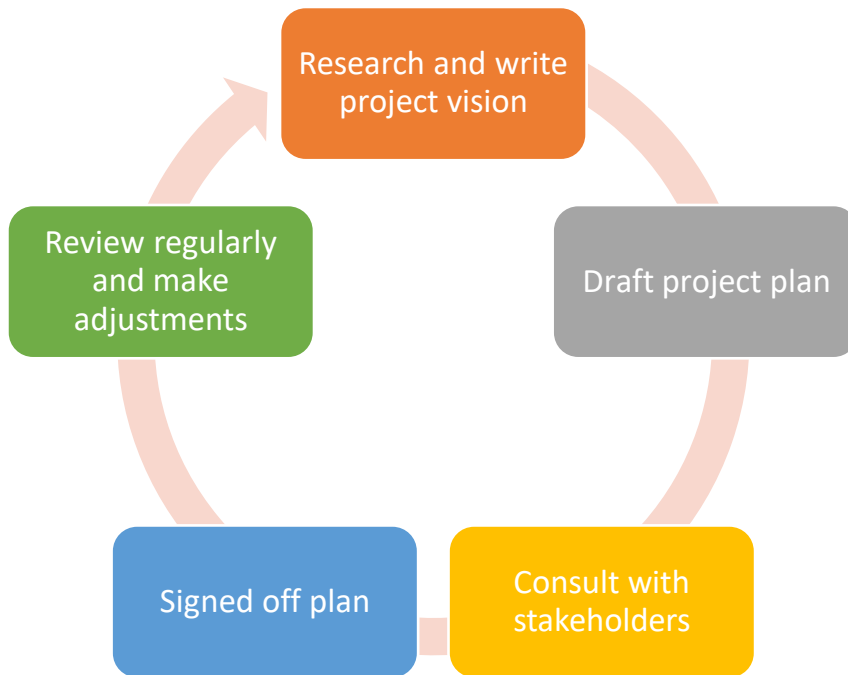 Research and write
project vision
Draft project plan
Consult with
stakeholders
Signed off plan
Review regularly
and make
adjustments